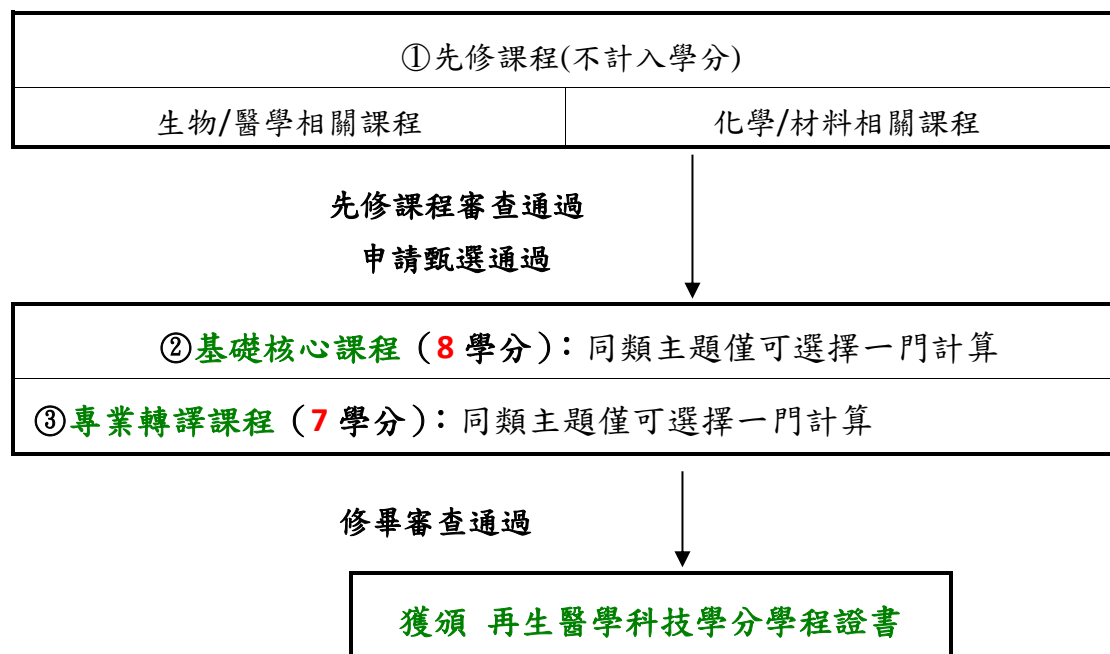 ①先修課程(不計入學分)
生物/醫學相關課程
化學/材料相關課程
先修課程審查通過
申請甄選通過
②基礎核心課程（8 學分）：同類主題僅可選擇一門計算
③專業轉譯課程（7 學分）：同類主題僅可選擇一門計算
修畢審查通過
獲頒 再生醫學科技學分學程證書